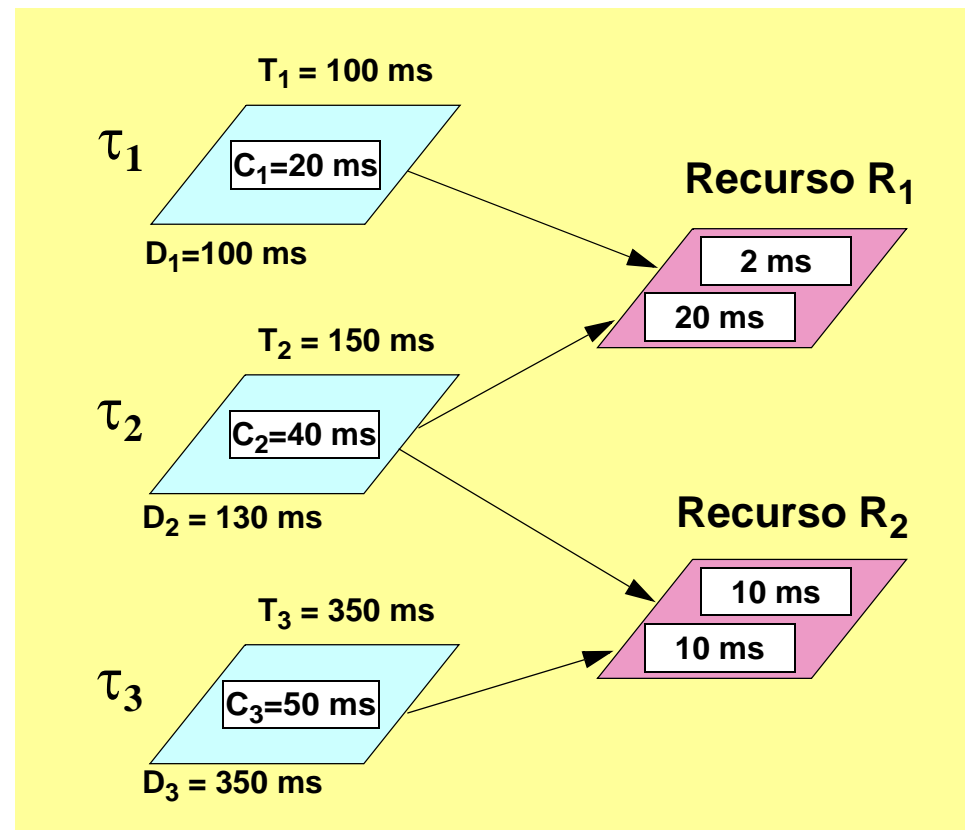 T1 = 100 ms
τ1
C1=20 ms
D1=100 ms
Recurso R1
2 ms
20 ms
T2 = 150 ms
τ2
C2=40 ms
D2 = 130 ms
Recurso R2
10 ms
10 ms
T3 = 350 ms
τ3
C3=50 ms
D3 = 350 ms